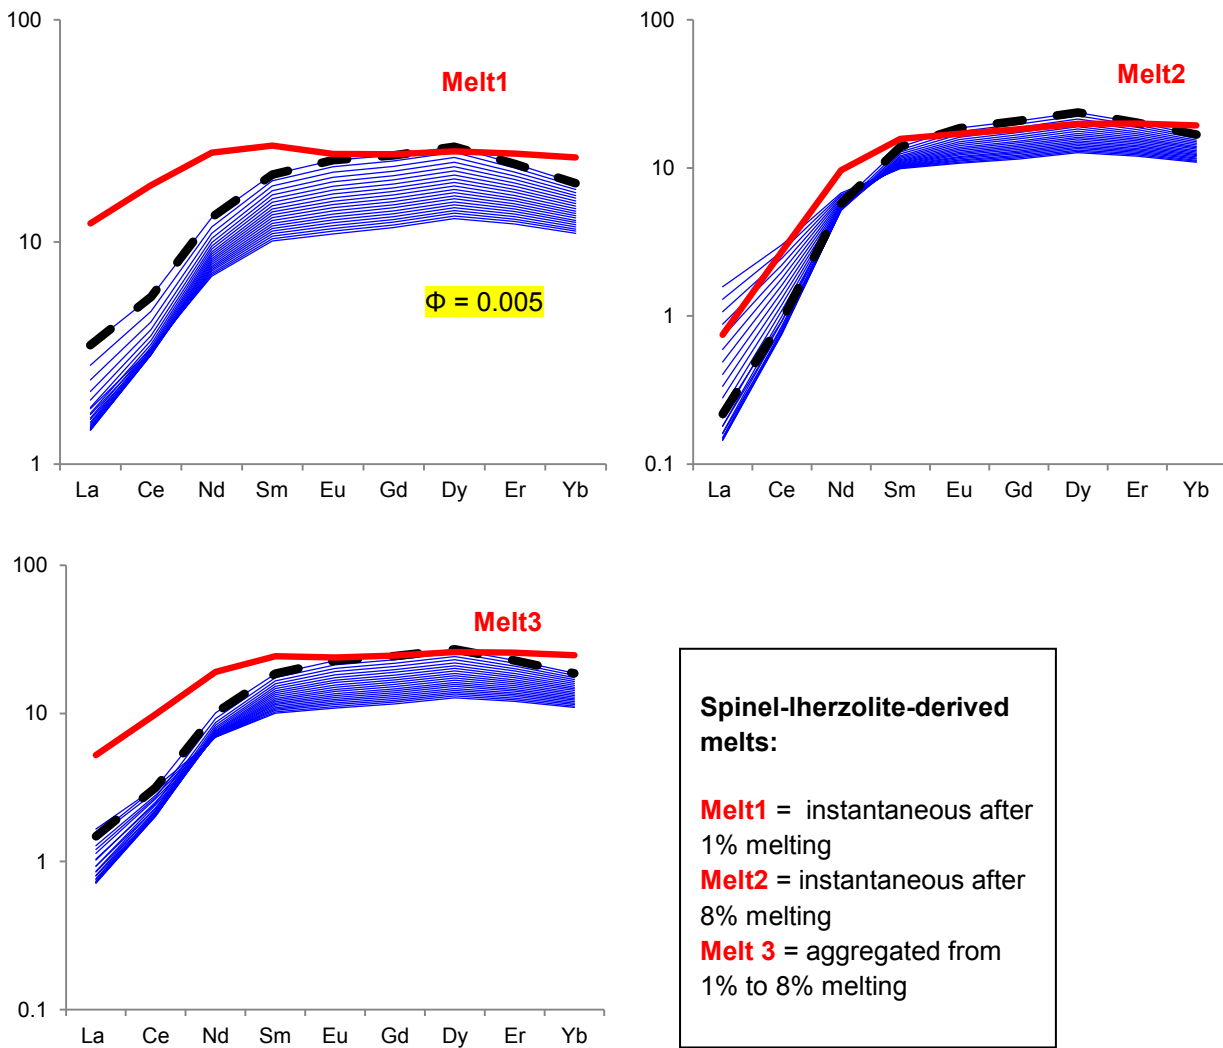 100
Melt1
10
Φ = 0.005
1
La Ce Nd Sm Eu Gd Dy Er Yb
100
Melt2
10
1
0.1
La Ce Nd Sm Eu Gd Dy Er Yb
100
Melt3
10
1
0.1
La Ce Nd Sm Eu Gd Dy Er Yb
Spinel-lherzolite-derived
melts:
Melt1 = instantaneous after
1% melting
Melt2 = instantaneous after
8% melting
Melt 3 = aggregated from
1% to 8% melting